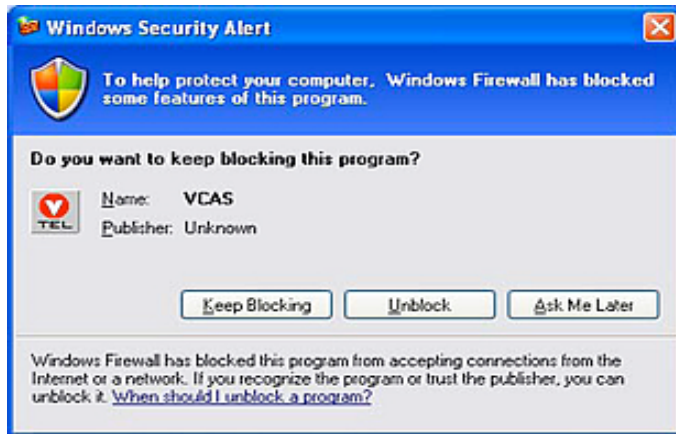 Windows Security Alert
To help protect your computer, Windows Firewall has blocked
some features of this program.
Do you want to keep blocking this program?
Name: VCAS
TEL
Publisher: Unknown
Keep Blocking Unblock Ask Me Later
Windows Firewall has blocked this program from accepting connections from the
Internet or a network. If you recognize the program or trust the publisher, you can
unblock it. When should I unblock a program?